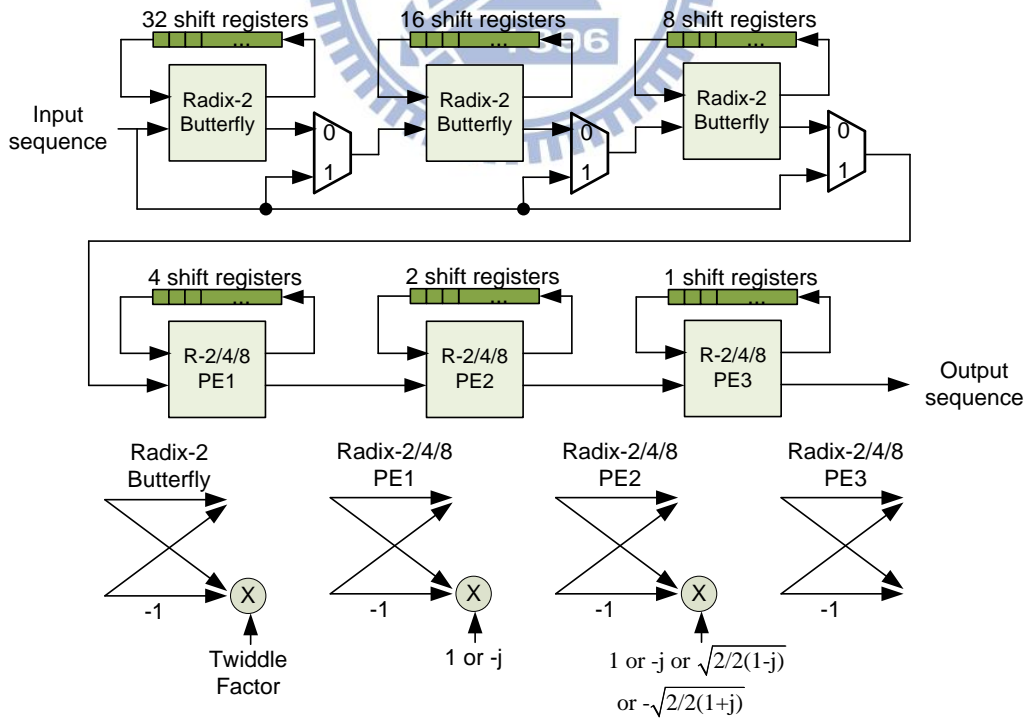 32 shift registers
16 shift registers
8 shift registers
...
...
...
1896
Input
sequence
Radix-2
Butterfly
0
1
Radix-2
Butterfly
0
1
Radix-2
Butterfly
0
1
4 shift registers
2 shift registers
1 shift registers
...
...
...
R-2/4/8
PE1
R-2/4/8
PE2
R-2/4/8
PE3
Output
sequence
Radix-2
Butterfly
Radix-2/4/8
PE1
Radix-2/4/8
PE2
Radix-2/4/8
PE3
-1
X
-1
X
-1
X
-1
Twiddle
Factor
1 or -j
1 or -j or √2/2(1-j)
or -√2/2(1+j)